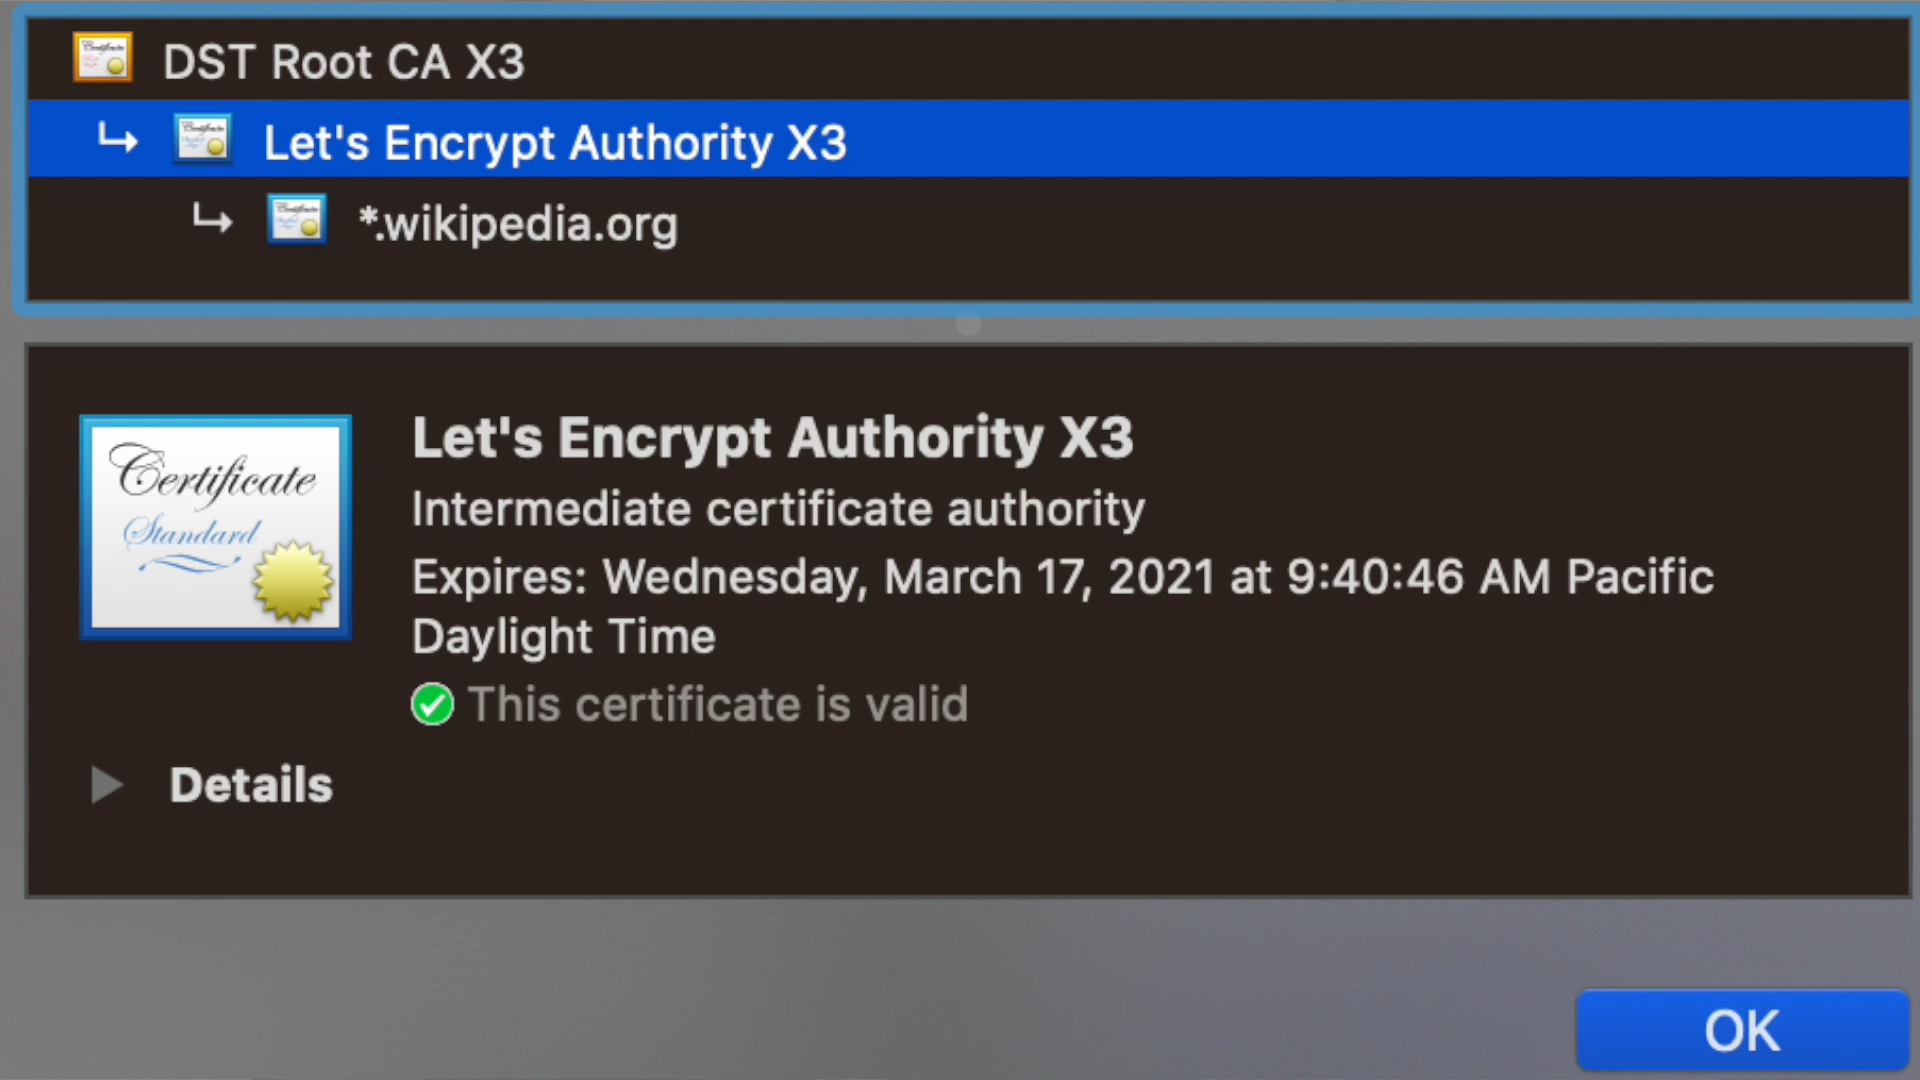 DST Root CA X3
Let's Encrypt Authority X3
*.wikipedia.org
Certificate
Standard
Let's Encrypt Authority X3
Intermediate certificate authority
Expires: Wednesday, March 17, 2021 at 9:40:46 AM Pacific
Daylight Time
This certificate is valid
Details
OK